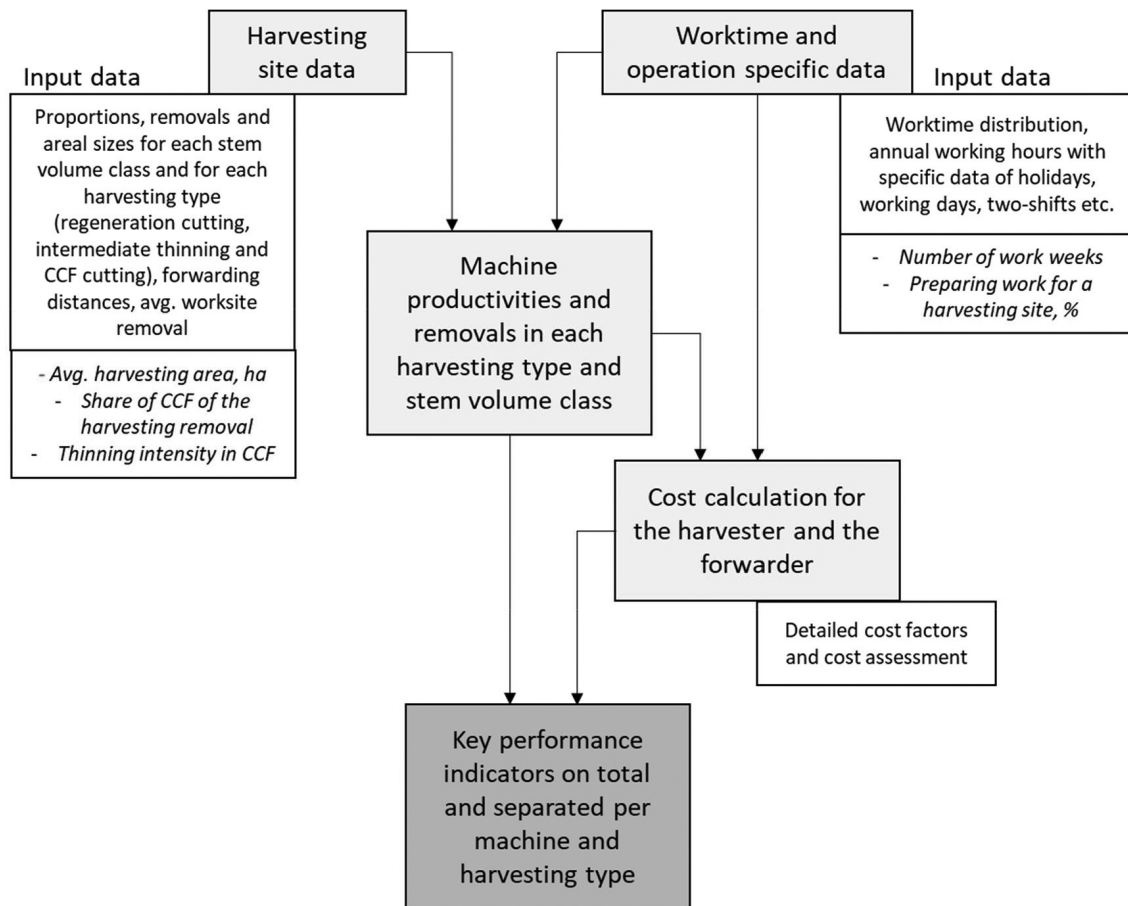 Harvesting
site data
Worktime and
operation specific data
Input data
Input data
Proportions, removals and
areal sizes for each stem
volume class and for each
harvesting type
(regeneration cutting,
intermediate thinning and
CCF cutting), forwarding
distances, avg. worksite
removal
- Avg. harvesting area, ha
- Share of CCF of the
harvesting removal
- Thinning intensity in CCF
Worktime distribution,
annual working hours with
specific data of holidays,
working days, two-shifts etc.
- Number of work weeks
- Preparing work for a
harvesting site, %
Machine
productivities and
removals in each
harvesting type and
stem volume class
Cost calculation for
the harvester and the
forwarder
Detailed cost factors
and cost assessment
Key performance
indicators on total
and separated per
machine and
harvesting type